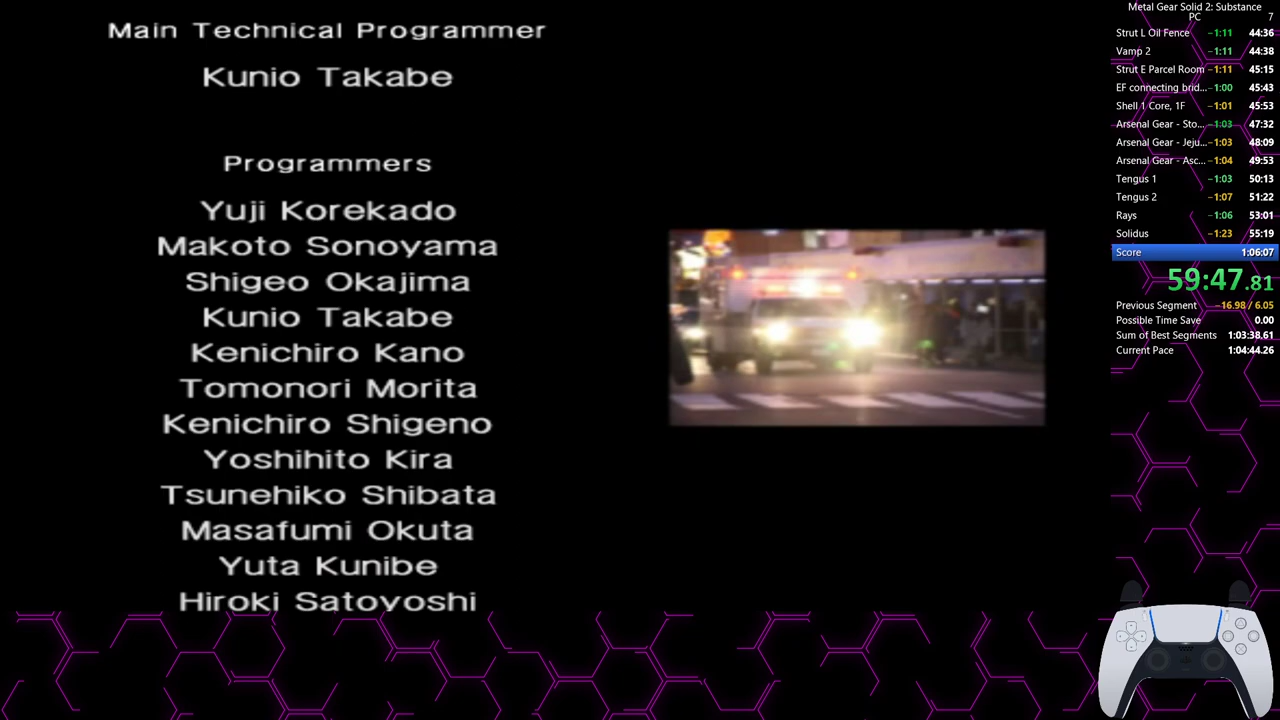 Main Technical Programmer
Kunio Takabe
Programmers
Yuji Korekado
Makoto Sonoyama
Shigeo Okajima
Kunio Takabe
Kenichiro Kano
Tomonori Morita
Kenichiro Shigeno
Yoshihito Kira
Tsunehiko Shibata
Masafumi Okuta
Yuta Kunibe
Hiroki Satoyoshi
Metal Gear Solid 2: Substance
PC 7
Strut L Oil Fence -1:11 44:36
Vamp 2 -1:11 44:38
Strut E Parcel Room -1:11 45:15
EF connecting brid... -1:00 45:43
Shell 1 Core, 1F -1:01 45:53
Arsenal Gear - Sto... -1:03 47:32
Arsenal Gear - Jeju... -1:03 48:09
Arsenal Gear - Asc... -1:04 49:53
Tengus 1 -1:03 50:13
Tengus 2 -1:07 51:22
Rays -1:06 53:01
Solidus -1:23 55:19
Score 1:06:07
59:47.81
Previous Segment -16.98 / 6.05
Possible Time Save 0.00
Sum of Best Segments 1:03:38.61
Current Pace 1:04:44.26